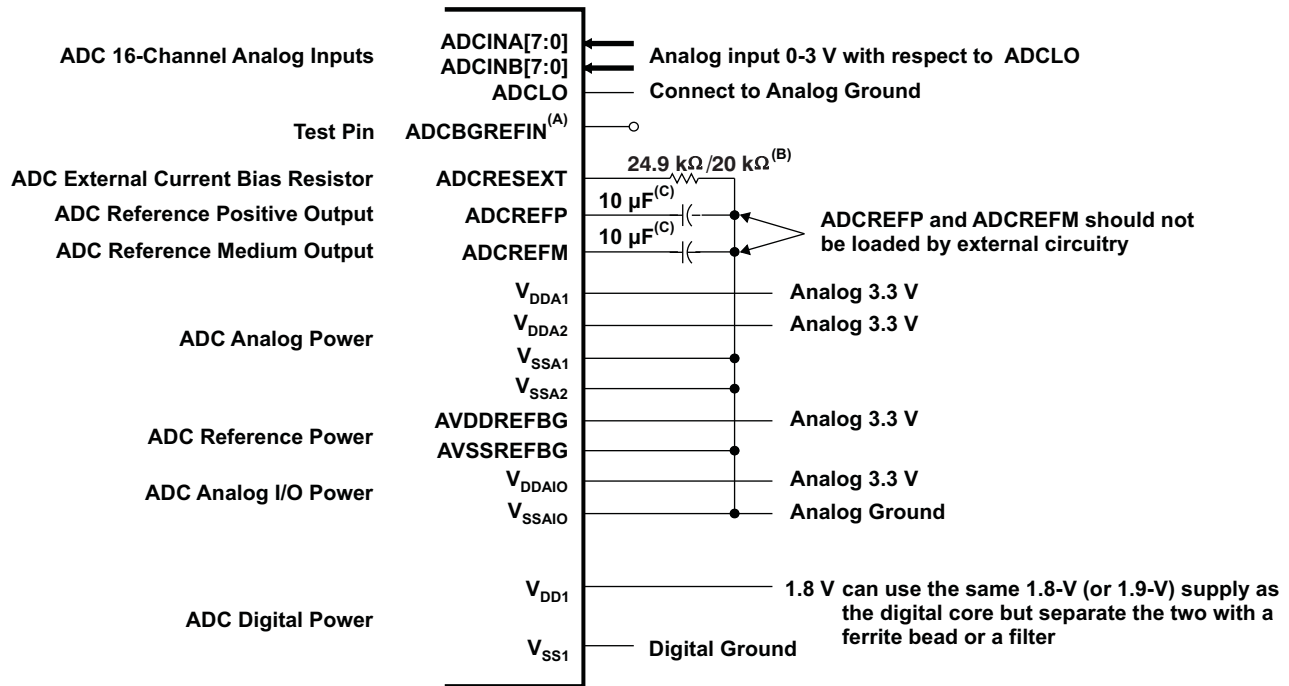 ADC 16-Channel Analog Inputs
ADCINA[7:0]
ADCINB[7:0]
Analog input 0-3 V with respect to ADCLO
ADCLO
Connect to Analog Ground
Test Pin
ADCBGREFIN(A)
ADC External Current Bias Resistor
ADCRESEXT
24.9 kΩ/20 kΩ(B)
ADC Reference Positive Output
ADCREFP
10 µF(C)
ADC Reference Medium Output
ADCREFM
10 µF(C)
ADCREFP and ADCREFM should not
be loaded by external circuitry
ADC Analog Power
VDDA1
Analog 3.3 V
VDDA2
Analog 3.3 V
VSSA1
VSSA2
ADC Reference Power
AVDDREFBG
Analog 3.3 V
AVSSREFBG
ADC Analog I/O Power
VDDAIO
Analog 3.3 V
VSSAIO
Analog Ground
ADC Digital Power
VDD1
1.8 V can use the same 1.8-V (or 1.9-V) supply as
the digital core but separate the two with a
ferrite bead or a filter
VSS1
Digital Ground